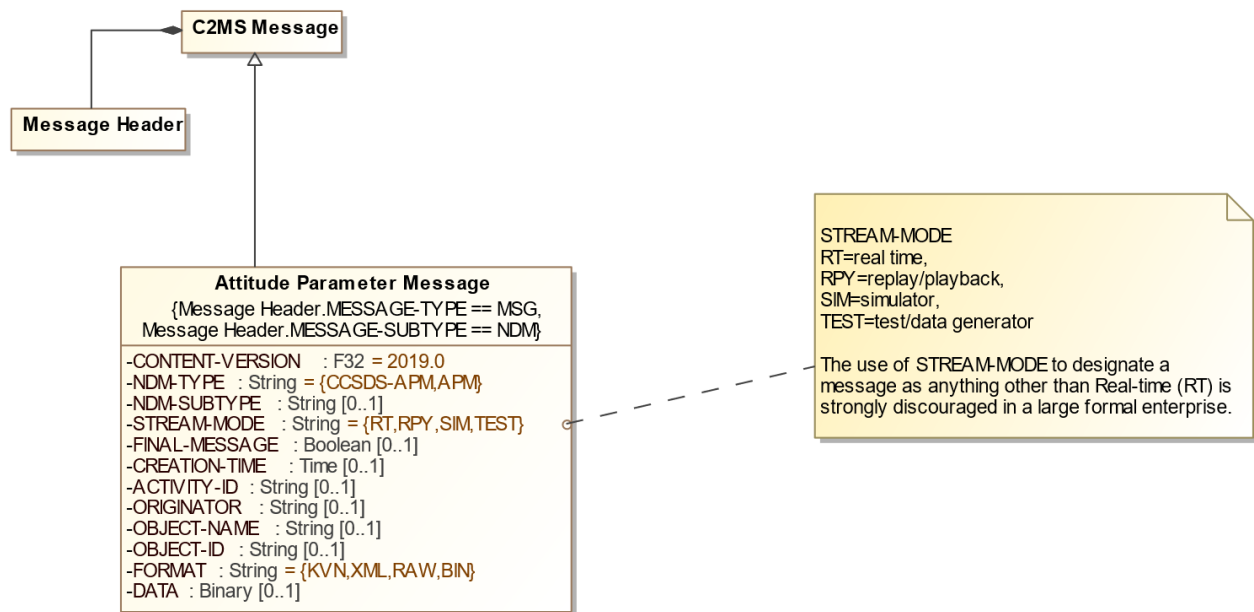 C2MS Message
Message Header
Attitude Parameter Message
{Message Header.MESSAGE-TYPE == MSG,
Message Header.MESSAGE-SUBTYPE == NDM}
-CONTENT-VERSION : F32 = 2019.0
-NDM-TYPE : String = {CCSDS-APM,APM}
-NDM-SUBTYPE : String [0..1]
-STREAM-MODE : String = {RT,RPY,SIM,TEST}
-FINAL-MESSAGE : Boolean [0..1]
-CREATION-TIME : Time [0..1]
-ACTIVITY-ID : String [0..1]
-ORIGINATOR : String [0..1]
-OBJECT-NAME : String [0..1]
-OBJECT-ID : String [0..1]
-FORMAT : String = {KVN,XML,RAW,BIN}
-DATA : Binary [0..1]
STREAM-MODE
RT=real time,
RPY=replay/playback,
SIM=simulator,
TEST=test/data generator
The use of STREAM-MODE to designate a
message as anything other than Real-time (RT) is
strongly discouraged in a large formal enterprise.